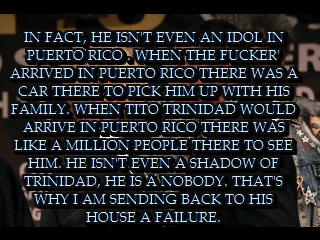 IN FACT, HE ISN'T EVEN AN IDOL IN
PUERTO RICO . WHEN THE FUCKER'
ARRIVED IN PUERTO RICO THERE WAS A
CAR THERE TO PICK HIM UP WITH HIS
FAMILY. WHEN TITO TRINIDAD WOULD
ARRIVE IN PUERTO RICO THERE WAS
LIKE A MILLION PEOPLE THERE TO SEE
HIM. HE ISN'T EVEN A SHADOW OF
TRINIDAD, HE IS A NOBODY. THAT'S
WHY I AM SENDING BACK TO HIS
HOUSE A FAILURE.